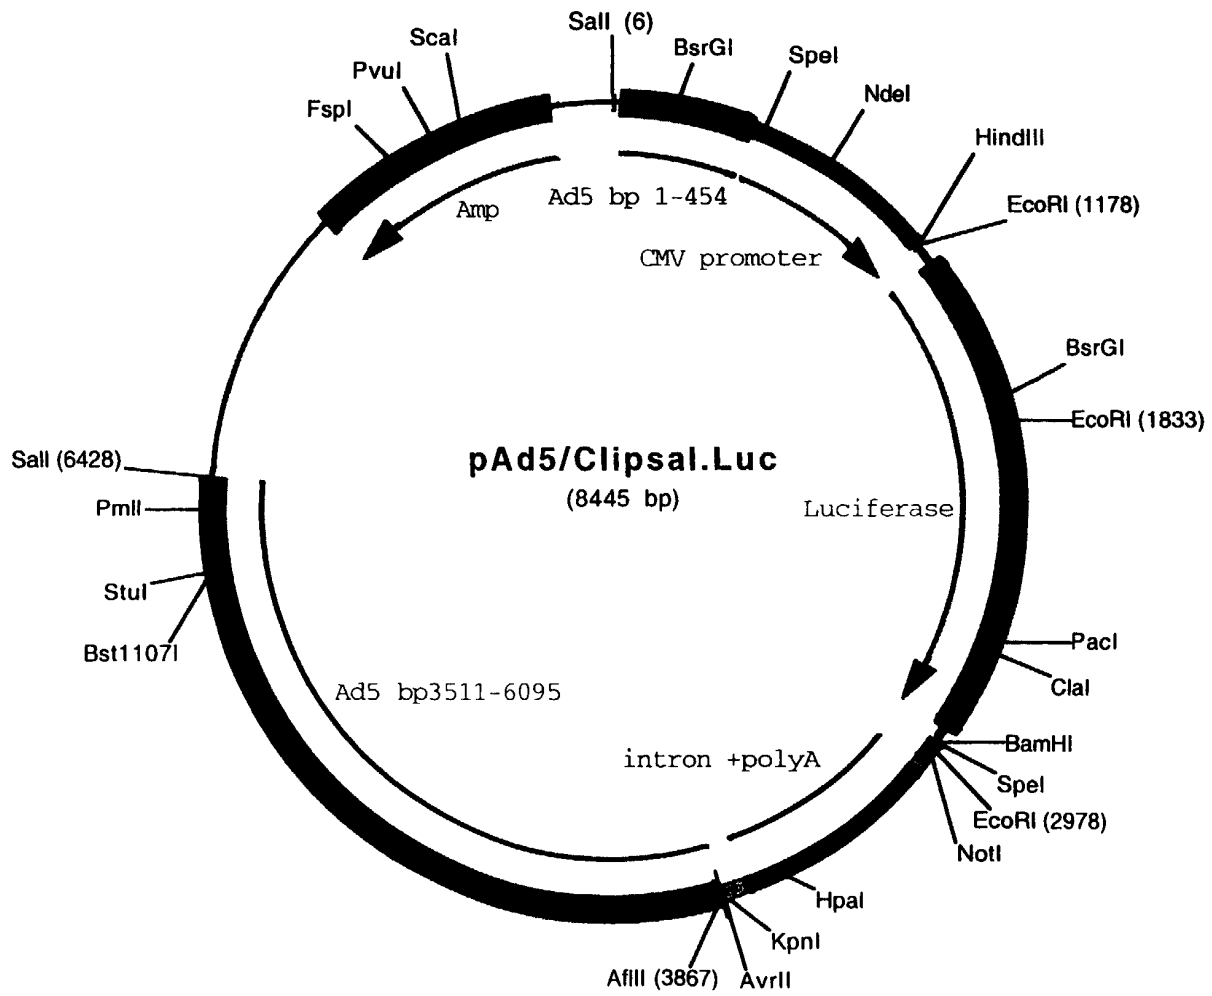 SalI (6)
ScaI
BsrGI
SpeI
PvuI
NdeI
FspI
HindIII
EcoRI (1178)
Amp
Ad5 bp 1-454
CMV promoter
BsrGI
EcoRI (1833)
pAd5/Clipsal.Luc
(8445 bp)
SalI (6428)
PmlI
Luciferase
StuI
Bst1107I
PacI
ClaI
Ad5 bp3511-6095
BamHI
intron +polyA
SpeI
EcoRI (2978)
NotI
HpaI
KpnI
AflII (3867)
AvrII